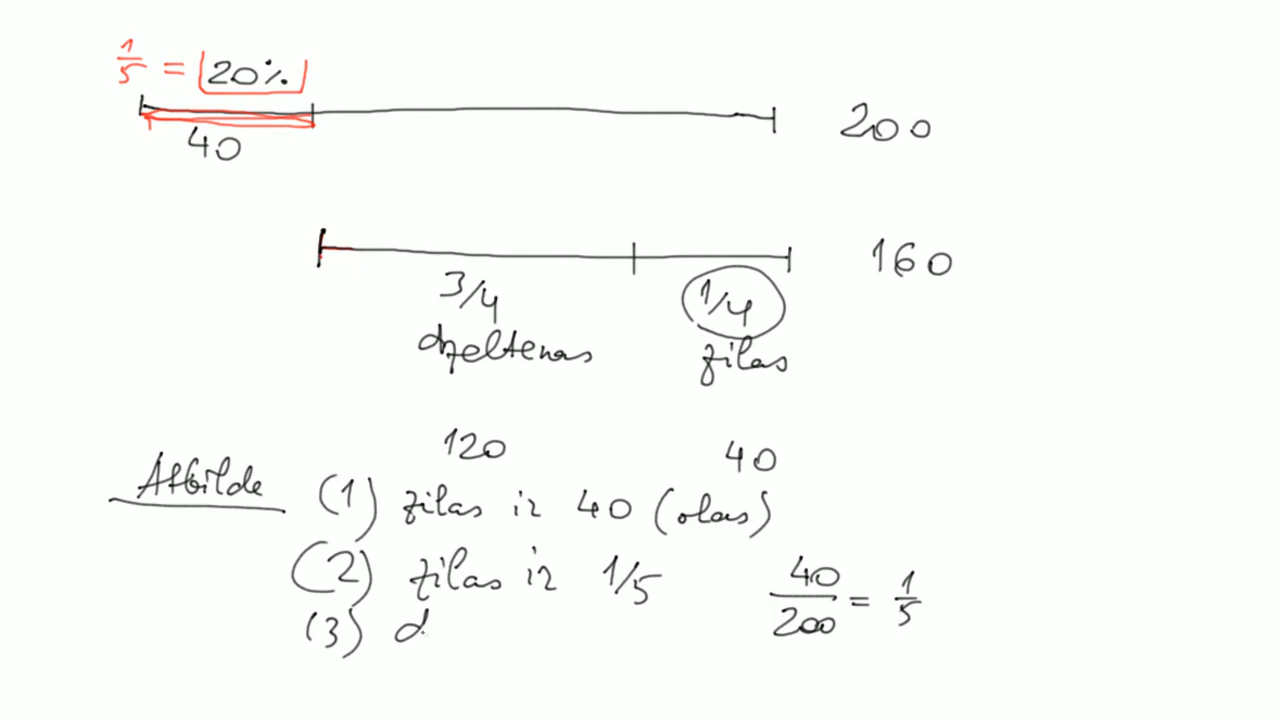 1/5 = 20%
40
200
160
3/4 1/4
dzeltenas zilas
120 40
Atbilde (1) zilas ir 40 (olas)
(2) zilas ir 1/5 40/200 = 1/5
(3) d